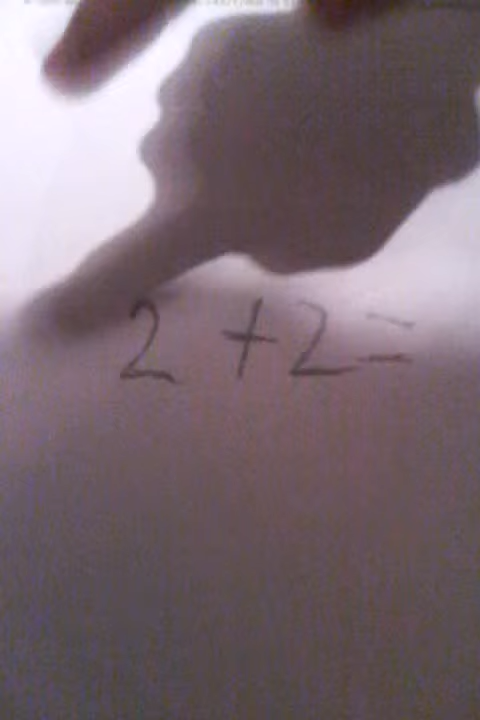 2 + 2 =